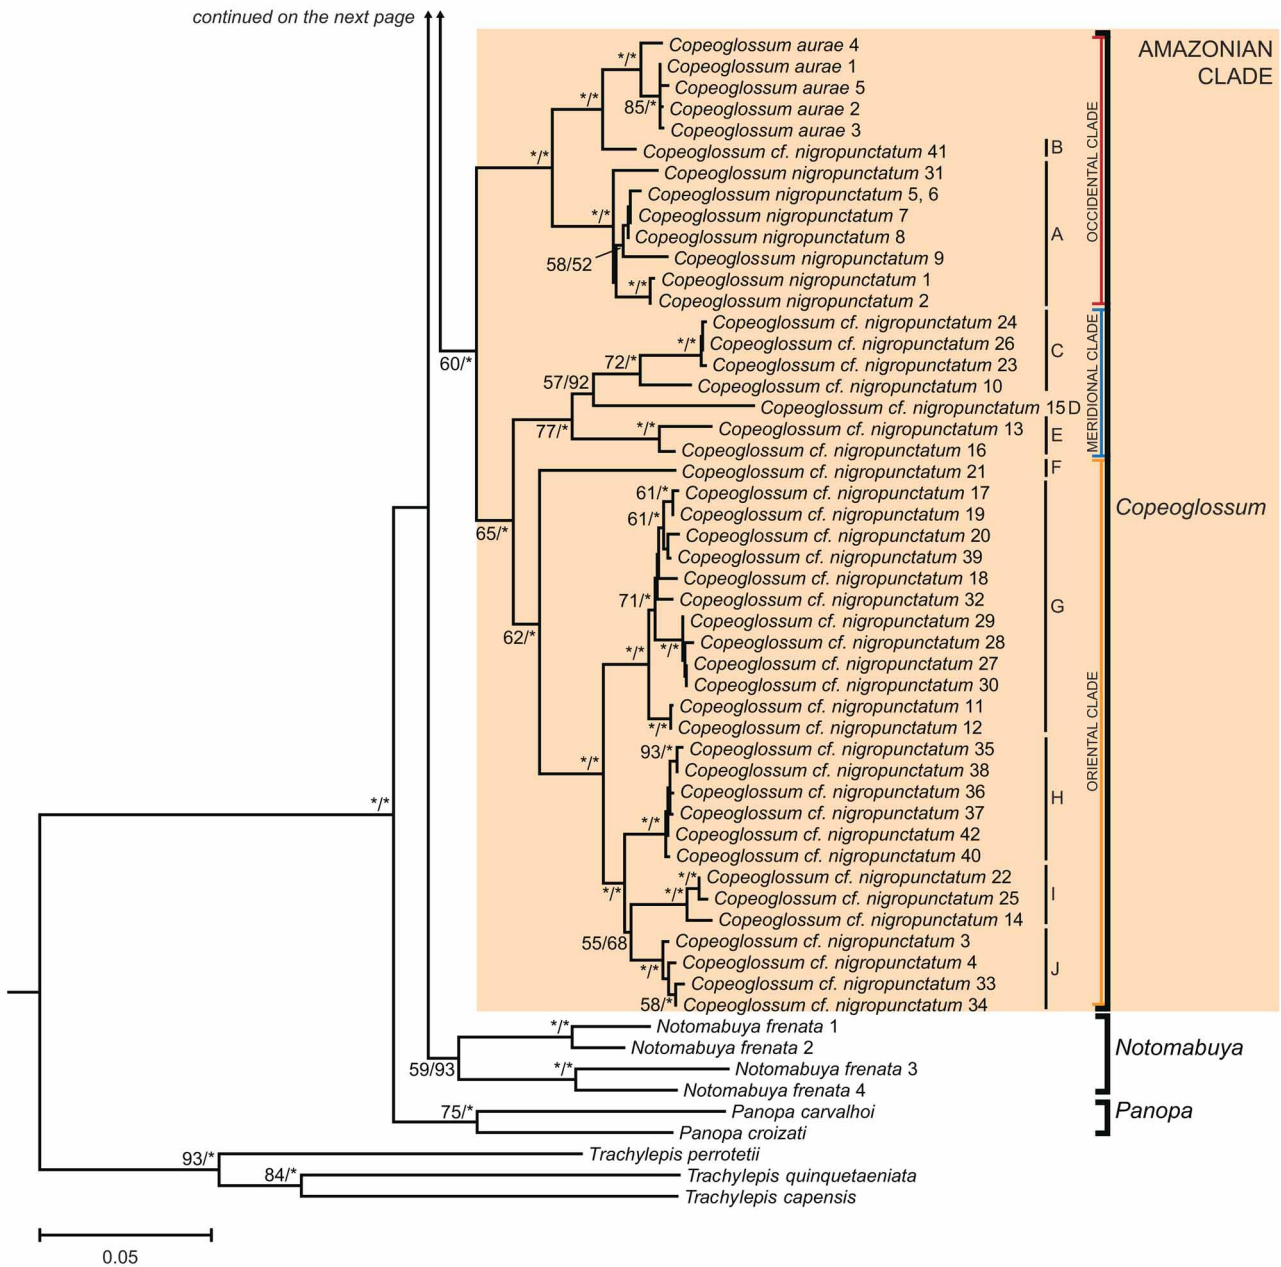 continued on the next page
AMAZONIAN
CLADE
Copeoglossum aurae 4
*/*
Copeoglossum aurae 1
Copeoglossum aurae 5
*/*
85/*
Copeoglossum aurae 2
Copeoglossum aurae 3
*/*
Copeoglossum cf. nigropunctatum 41
B
Copeoglossum nigropunctatum 31
OCCIDENTAL CLADE
Copeoglossum nigropunctatum 5, 6
*/*
Copeoglossum nigropunctatum 7
Copeoglossum nigropunctatum 8
A
58/52
Copeoglossum nigropunctatum 9
*/*
Copeoglossum nigropunctatum 1
Copeoglossum nigropunctatum 2
60/*
Copeoglossum cf. nigropunctatum 24
*/*
Copeoglossum cf. nigropunctatum 26
C
72/*
Copeoglossum cf. nigropunctatum 23
57/92
Copeoglossum cf. nigropunctatum 10
MERIDIONAL CLADE
Copeoglossum cf. nigropunctatum 15 D
77/*
*/*
Copeoglossum cf. nigropunctatum 13
E
Copeoglossum cf. nigropunctatum 16
Copeoglossum cf. nigropunctatum 21
F
61/*
Copeoglossum cf. nigropunctatum 17
Copeoglossum
61/*
Copeoglossum cf. nigropunctatum 19
65/*
Copeoglossum cf. nigropunctatum 20
Copeoglossum cf. nigropunctatum 39
Copeoglossum cf. nigropunctatum 18
71/*
Copeoglossum cf. nigropunctatum 32
G
Copeoglossum cf. nigropunctatum 29
62/*
*/*
*/*
Copeoglossum cf. nigropunctatum 28
Copeoglossum cf. nigropunctatum 27
Copeoglossum cf. nigropunctatum 30
Copeoglossum cf. nigropunctatum 11
*/*
Copeoglossum cf. nigropunctatum 12
ORIENTAL CLADE
93/*
Copeoglossum cf. nigropunctatum 35
*/*
Copeoglossum cf. nigropunctatum 38
Copeoglossum cf. nigropunctatum 36
H
Copeoglossum cf. nigropunctatum 37
*/*
*/*
Copeoglossum cf. nigropunctatum 42
Copeoglossum cf. nigropunctatum 40
*/*
Copeoglossum cf. nigropunctatum 22
*/*
*/*
Copeoglossum cf. nigropunctatum 25
I
Copeoglossum cf. nigropunctatum 14
55/68
Copeoglossum cf. nigropunctatum 3
*/*
Copeoglossum cf. nigropunctatum 4
J
Copeoglossum cf. nigropunctatum 33
58/*
Copeoglossum cf. nigropunctatum 34
*/*
Notomabuya frenata 1
Notomabuya frenata 2
Notomabuya
59/93
*/*
Notomabuya frenata 3
Notomabuya frenata 4
75/*
Panopa carvalhoi
Panopa
Panopa croizati
93/*
Trachylepis perrotetii
84/*
Trachylepis quinquetaeniata
Trachylepis capensis
0.05